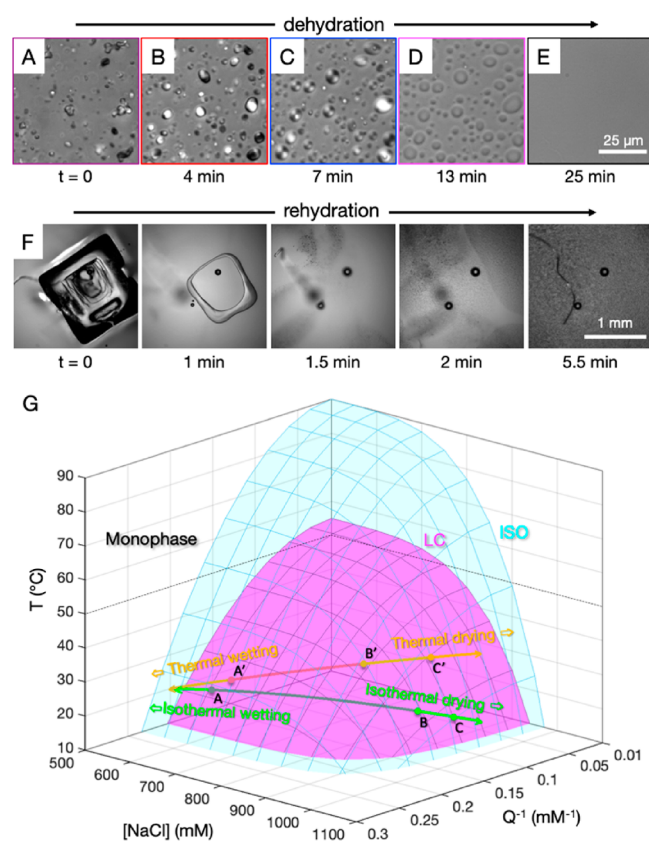 dehydration
A B C D E
25 µm
t = 0 4 min 7 min 13 min 25 min
rehydration
F
1 mm
t = 0 1 min 1.5 min 2 min 5.5 min
G
90
80
70
60
50
40
30
20
10
T (°C)
Monophase
LC
ISO
Thermal wetting
A′
B′
Thermal drying
C′
A
Isothermal wetting
Isothermal drying
B
C
500
600
700
800
900
1000
1100
[NaCl] (mM)
0.3
0.25
0.2
0.15
0.1
0.05
0.01
Q⁻¹ (mM⁻¹)